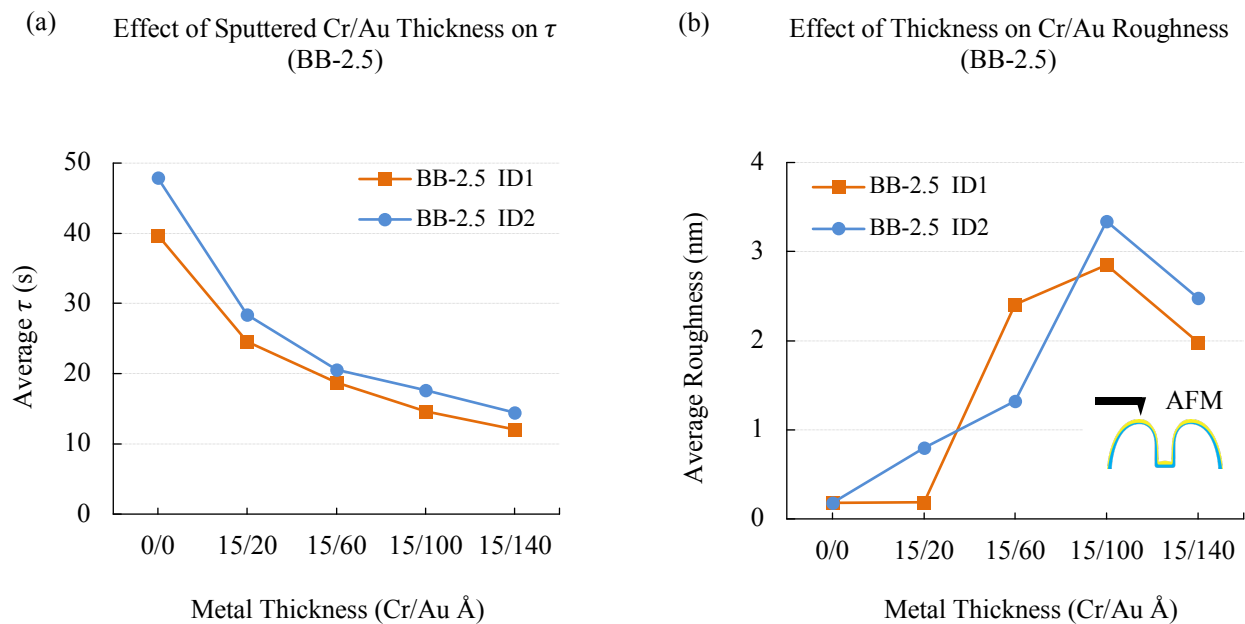 (a)
Effect of Sputtered Cr/Au Thickness on τ
(BB-2.5)
50
40
30
20
10
0
Average τ (s)
BB-2.5 ID1
BB-2.5 ID2
0/0 15/20 15/60 15/100 15/140
Metal Thickness (Cr/Au Å)
(b)
Effect of Thickness on Cr/Au Roughness
(BB-2.5)
4
3
2
1
0
Average Roughness (nm)
BB-2.5 ID1
BB-2.5 ID2
AFM
0/0 15/20 15/60 15/100 15/140
Metal Thickness (Cr/Au Å)